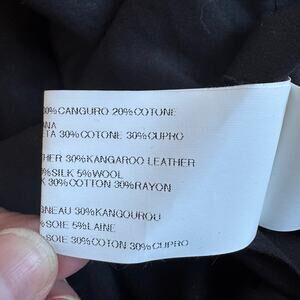 30%CANGURO 20%COTONE
ANA
ETA 30%COTONE 30%CUPRO
HER 30%KANGAROO LEATHER
%SILK 5%WOOL
K 30%COTTON 30%RAYON
GNEAU 30%KANGOUROU
%SOIE 5%LAINE
%SOIE 30%COTON 30%CUPRO